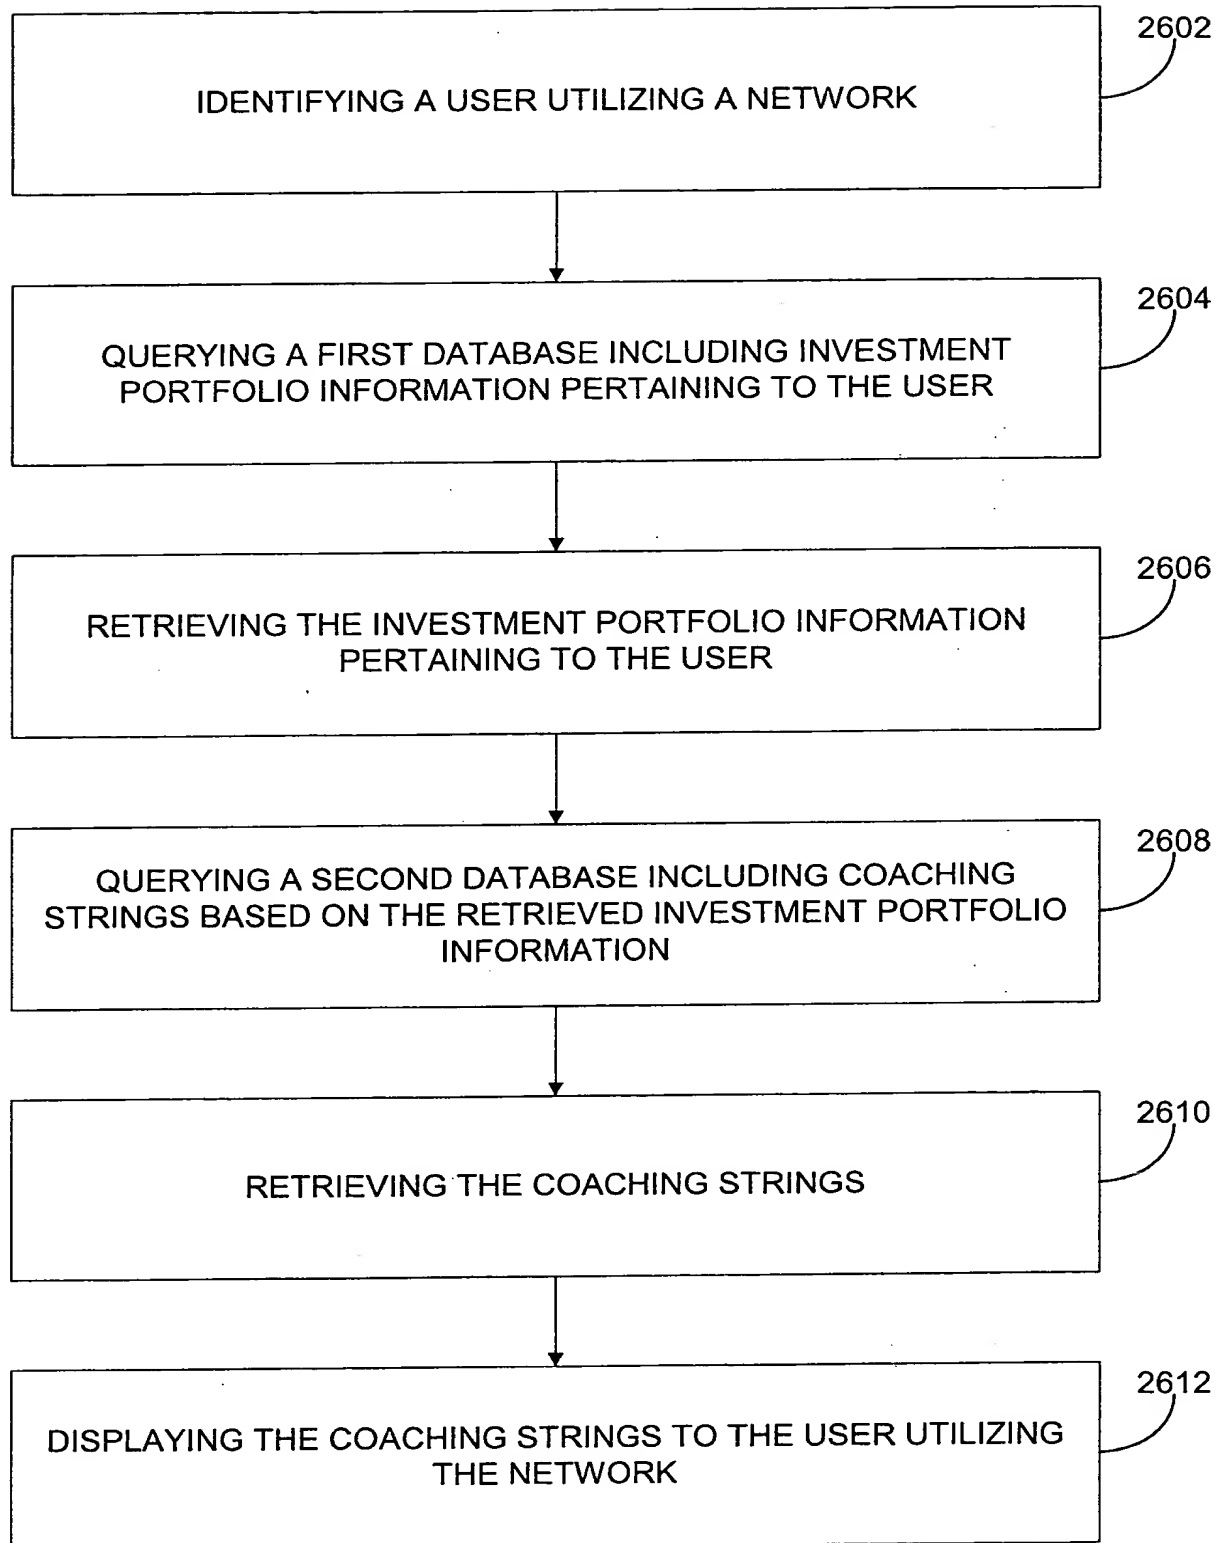 2602
IDENTIFYING A USER UTILIZING A NETWORK
2604
QUERYING A FIRST DATABASE INCLUDING INVESTMENT
PORTFOLIO INFORMATION PERTAINING TO THE USER
2606
RETRIEVING THE INVESTMENT PORTFOLIO INFORMATION
PERTAINING TO THE USER
2608
QUERYING A SECOND DATABASE INCLUDING COACHING
STRINGS BASED ON THE RETRIEVED INVESTMENT PORTFOLIO
INFORMATION
2610
RETRIEVING THE COACHING STRINGS
2612
DISPLAYING THE COACHING STRINGS TO THE USER UTILIZING
THE NETWORK